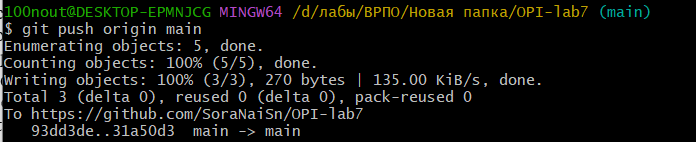 100nout@DESKTOP-EPMNJCG MINGW64 /d/лабы/ВРПО/Новая папка/OPI-lab7 (main)
$ git push origin main
Enumerating objects: 5, done.
Counting objects: 100% (5/5), done.
Writing objects: 100% (3/3), 270 bytes | 135.00 KiB/s, done.
Total 3 (delta 0), reused 0 (delta 0), pack-reused 0
To https://github.com/SoraNaiSn/OPI-lab7
   93dd3de..31a50d3  main -> main